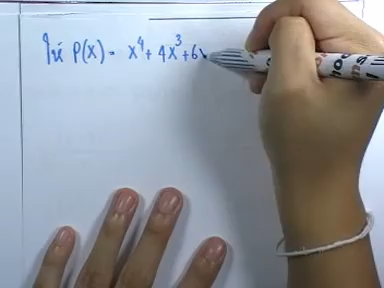 ให้ P(x) = x⁴ + 4x³ + 6